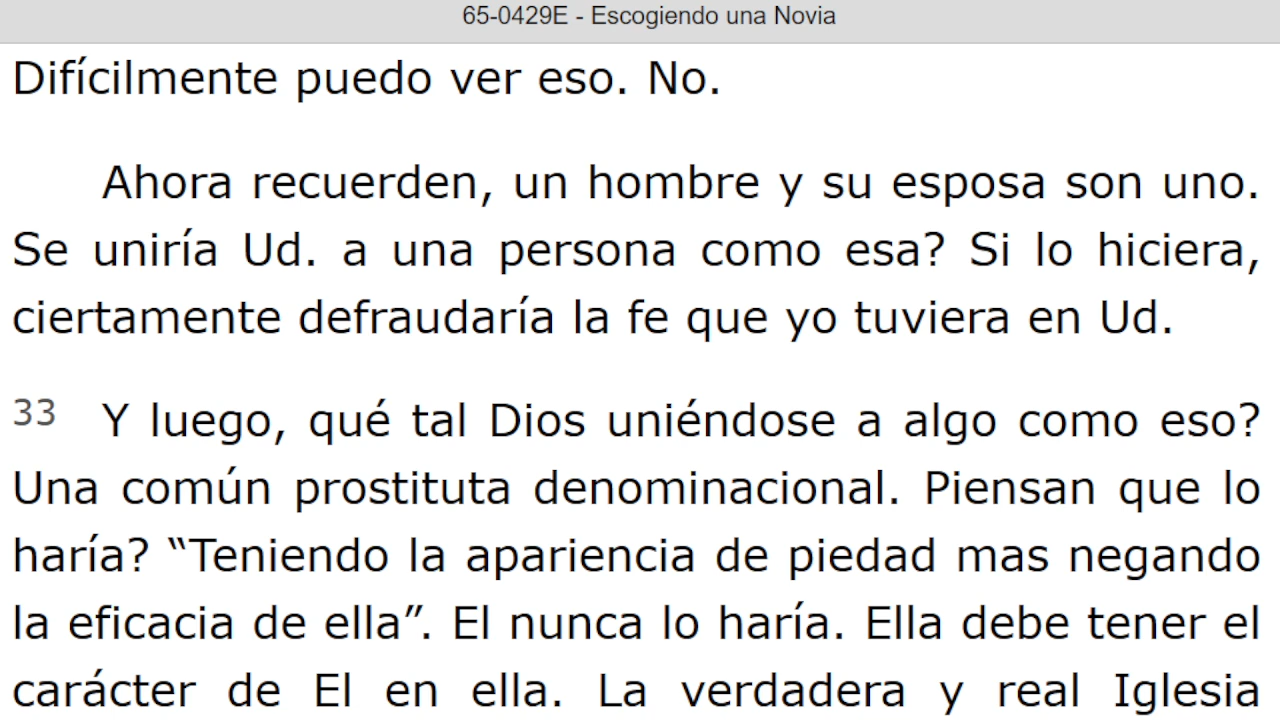 65-0429E - Escogiendo una Novia
Difícilmente puedo ver eso. No.
Ahora recuerden, un hombre y su esposa son uno.
Se uniría Ud. a una persona como esa? Si lo hiciera,
ciertamente defraudaría la fe que yo tuviera en Ud.
33 Y luego, qué tal Dios uniéndose a algo como eso?
Una común prostituta denominacional. Piensan que lo
haría? “Teniendo la apariencia de piedad mas negando
la eficacia de ella”. El nunca lo haría. Ella debe tener el
carácter de El en ella. La verdadera y real Iglesia